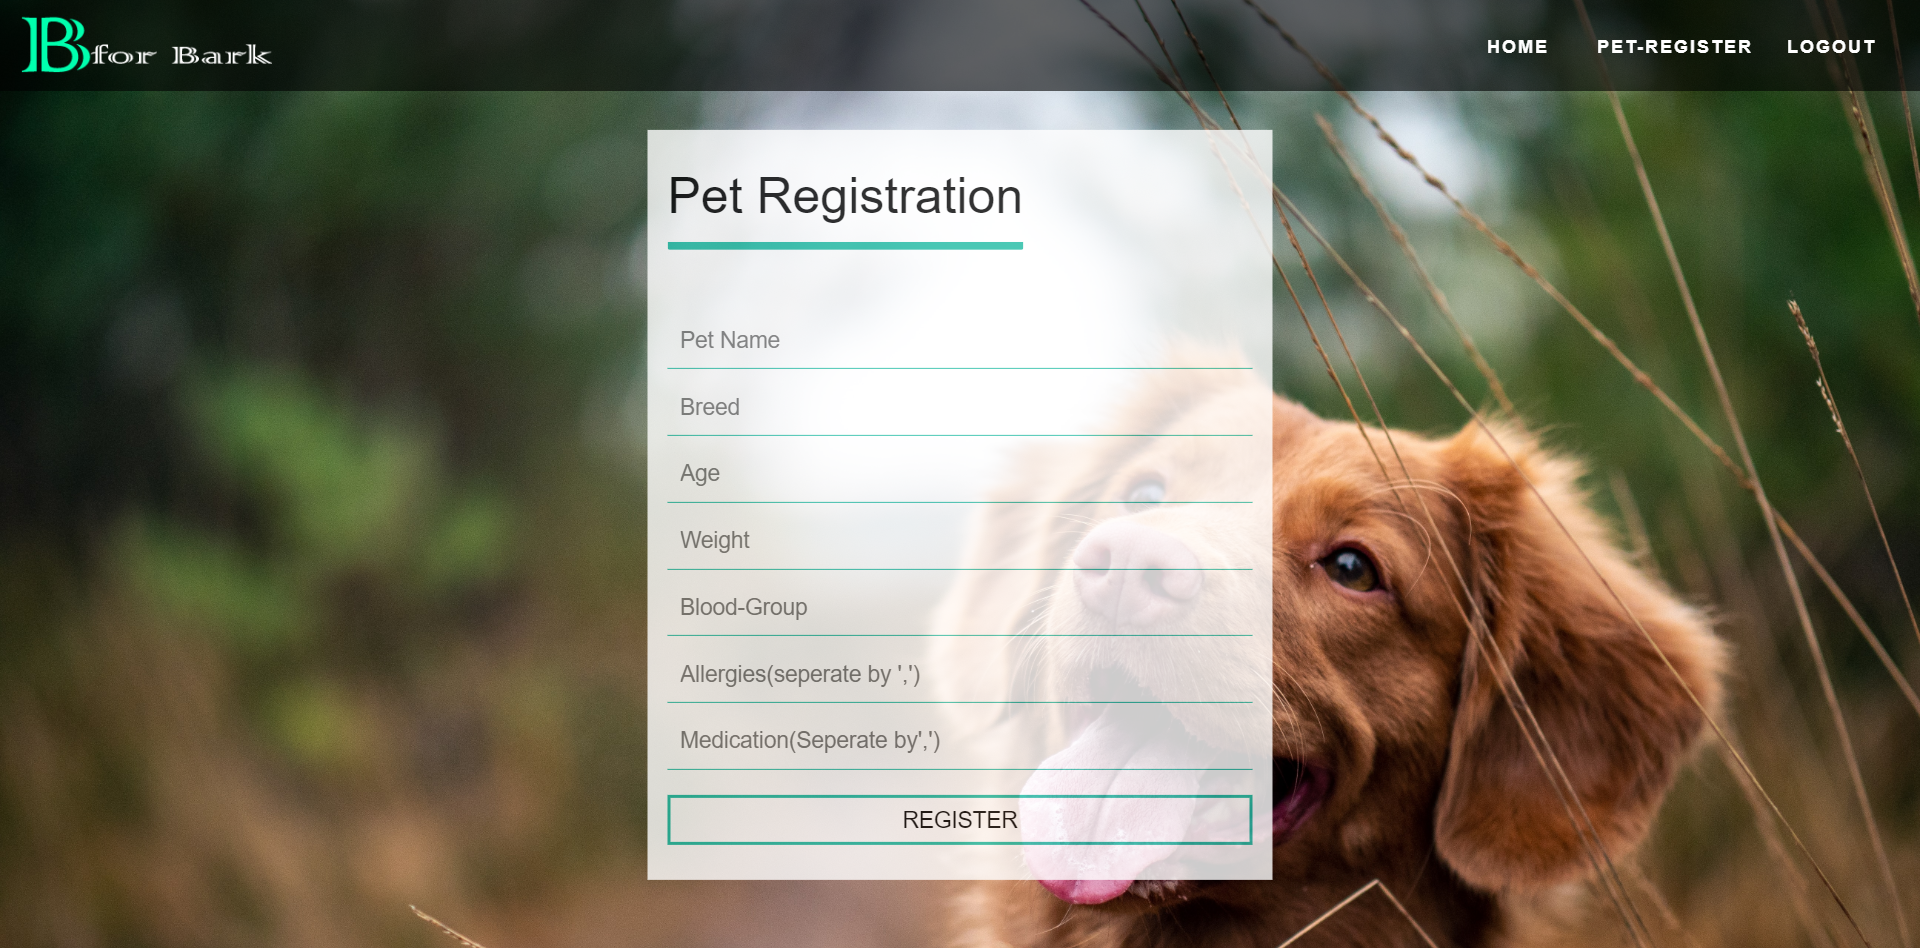 B for Bark
HOME PET-REGISTER LOGOUT
Pet Registration
Pet Name
Breed
Age
Weight
Blood-Group
Allergies(seperate by ',')
Medication(Seperate by',')
REGISTER